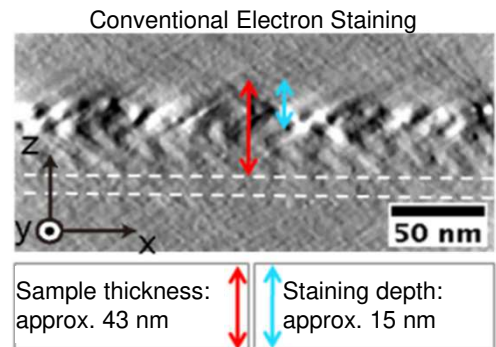 Conventional Electron Staining
z
y
x
50 nm
Sample thickness:
approx. 43 nm
Staining depth:
approx. 15 nm